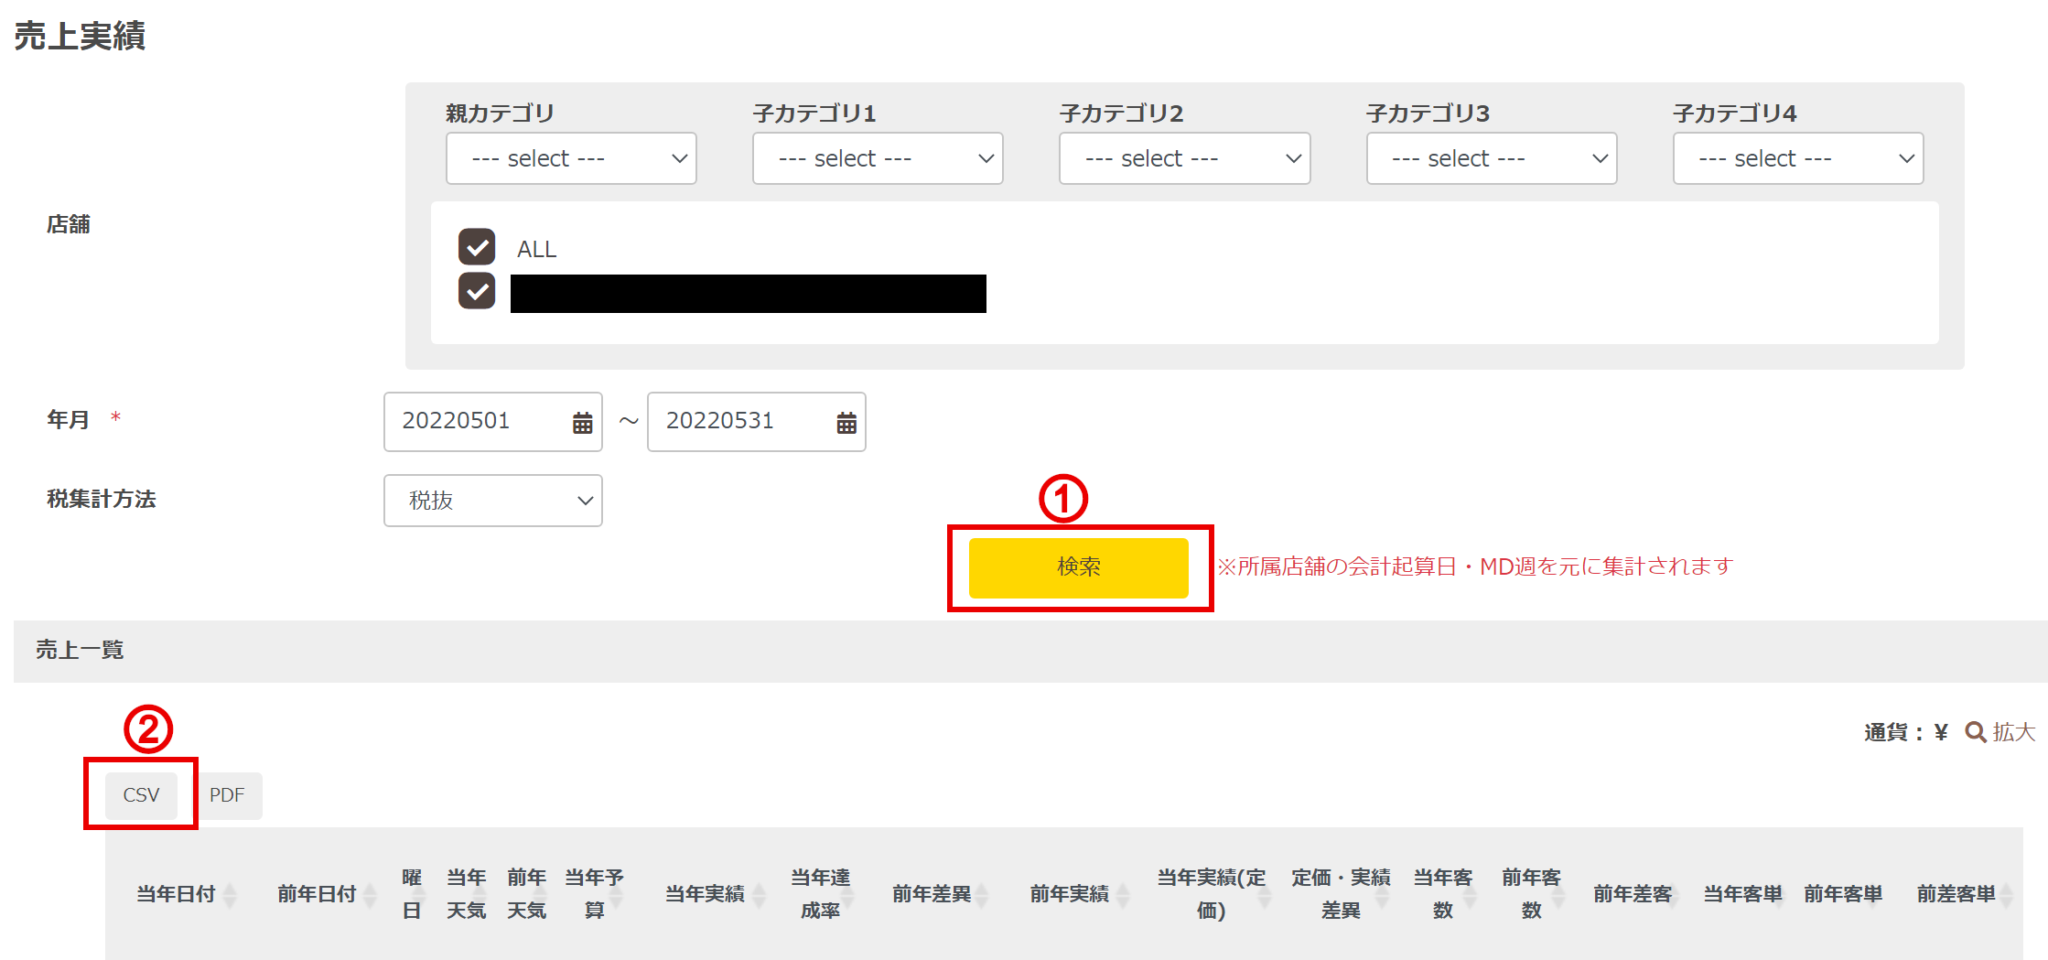 売上実績
親カテゴリ 子カテゴリ1 子カテゴリ2 子カテゴリ3 子カテゴリ4
--- select --- --- select --- --- select --- --- select --- --- select ---
店舗
ALL
年月 * 20220501 ～ 20220531
税集計方法 税抜
①
検索 ※所属店舗の会計起算日・MD週を元に集計されます
売上一覧
②
通貨：¥ 拡大
CSV PDF
当年日付 前年日付 曜日 当年天気 前年天気 当年予算 当年実績 当年達成率 前年差異 前年実績 当年実績(定価) 定価・実績差異 当年客数 前年客数 前年差客 当年客単 前年客単 前差客単